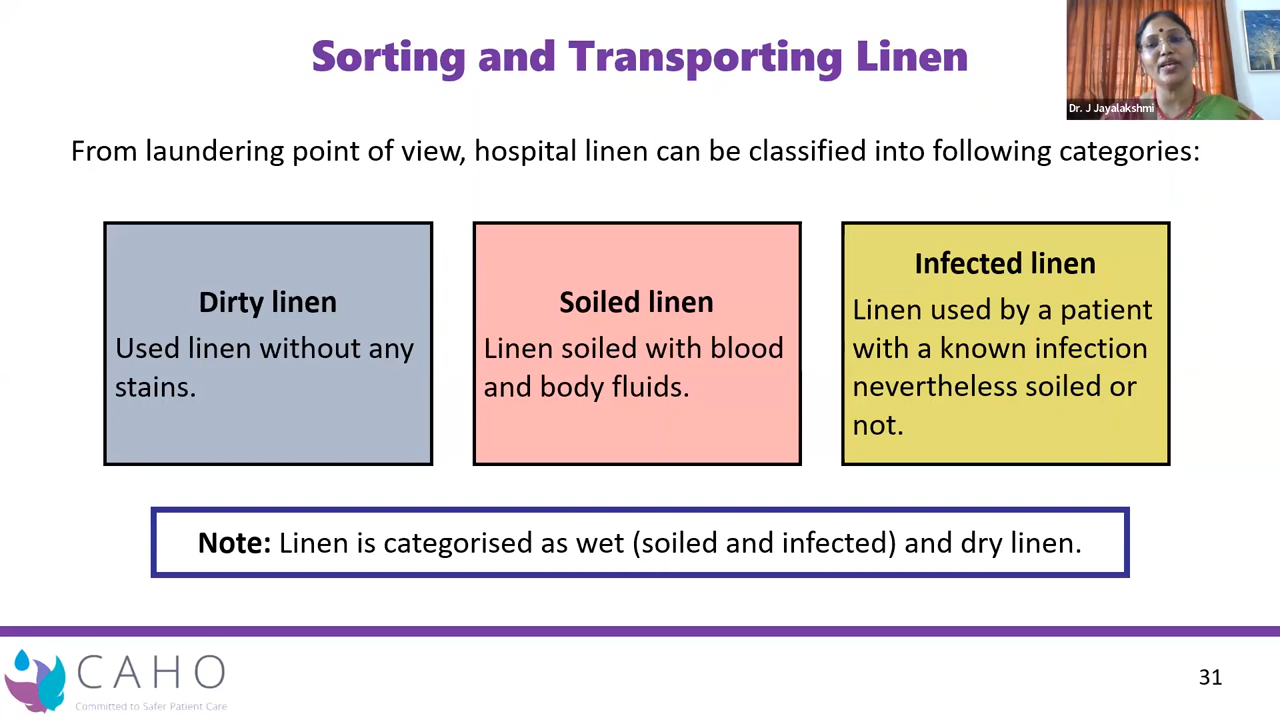 Sorting and Transporting Linen
Dr. J Jayalakshmi
From laundering point of view, hospital linen can be classified into following categories:
Dirty linen
Used linen without any
stains.
Soiled linen
Linen soiled with blood
and body fluids.
Infected linen
Linen used by a patient
with a known infection
nevertheless soiled or
not.
Note: Linen is categorised as wet (soiled and infected) and dry linen.
CAHO
Committed to Safer Patient Care
31